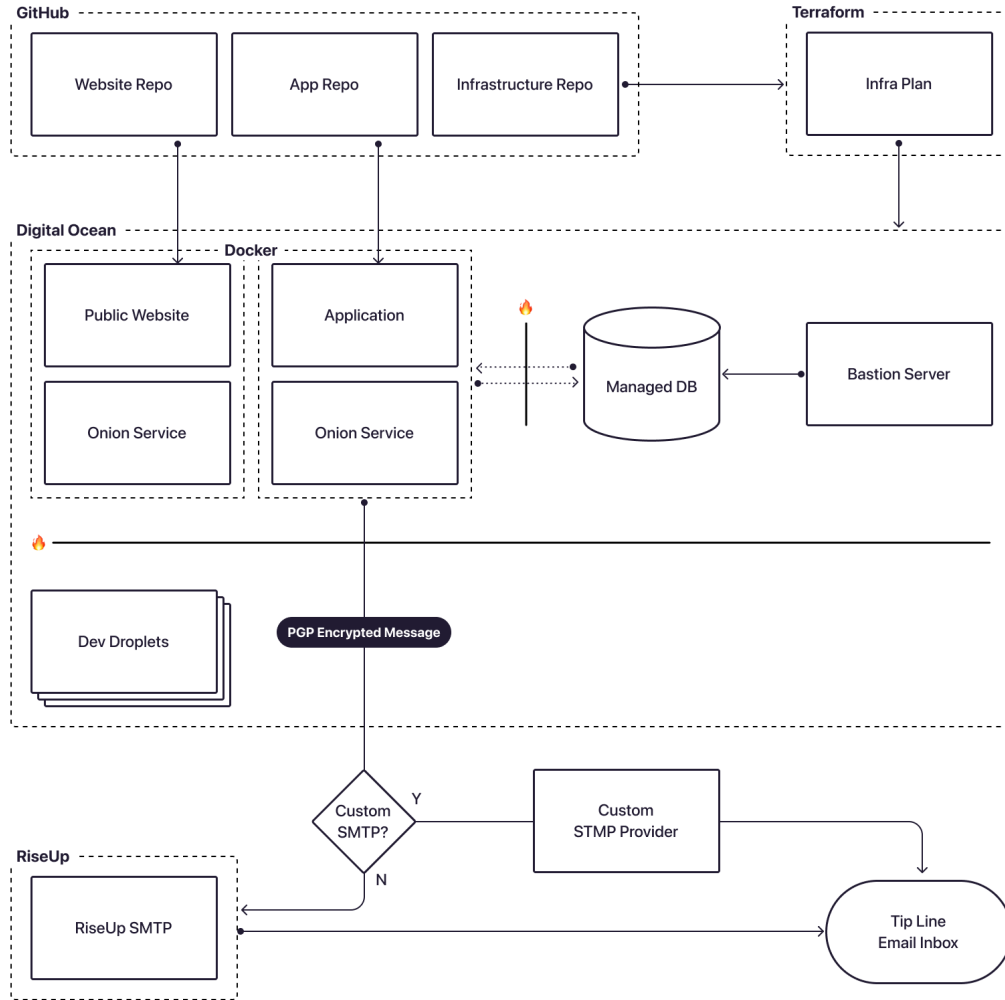 GitHub
Terraform
Website Repo
App Repo
Infrastructure Repo
Infra Plan
Digital Ocean
Docker
Public Website
Application
Managed DB
Bastion Server
Onion Service
Onion Service
Dev Droplets
PGP Encrypted Message
Custom
SMTP?
Y
N
Custom
STMP Provider
RiseUp
RiseUp SMTP
Tip Line
Email Inbox